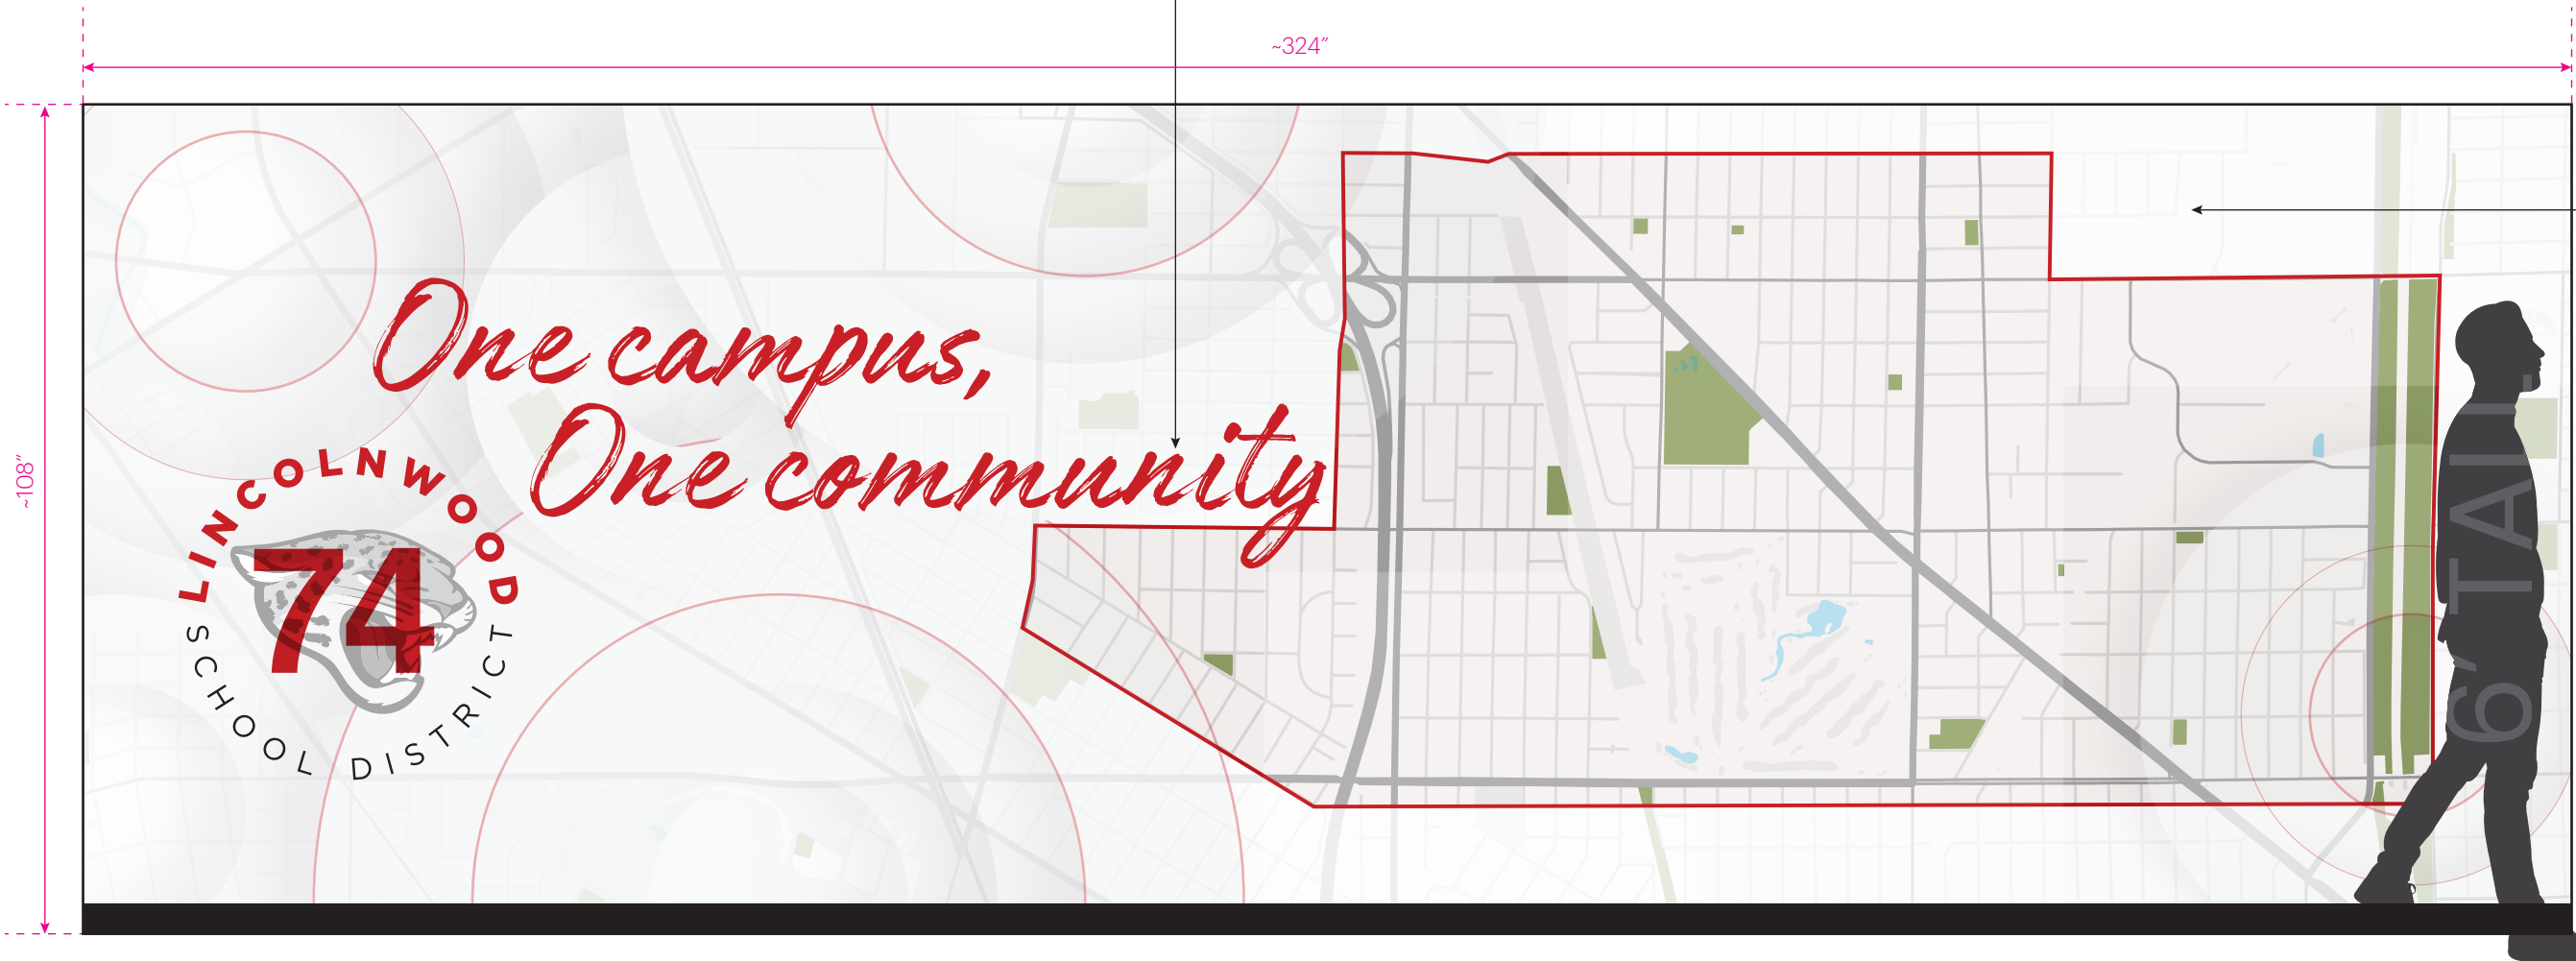 ~324”
~108”
One campus,
One community
LINCOLNWOOD
74
SCHOOL DISTRICT
6’ TALL